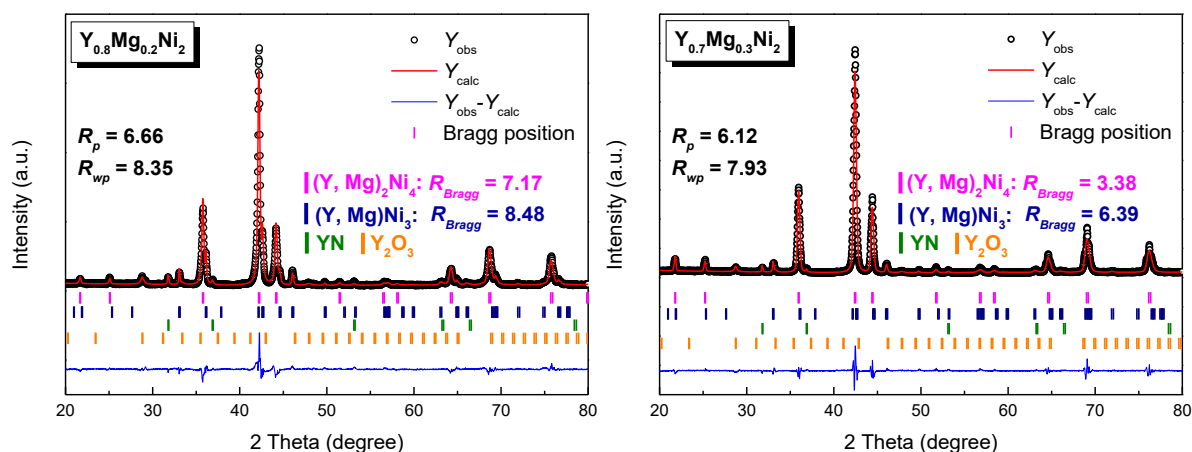 Y0.8Mg0.2Ni2
Yobs
Ycalc
Yobs-Ycalc
Bragg position
Rp = 6.66
Rwp = 8.35
(Y, Mg)2Ni4: RBragg = 7.17
(Y, Mg)Ni3: RBragg = 8.48
YN Y2O3
Intensity (a.u.)
20 30 40 50 60 70 80
2 Theta (degree)
Y0.7Mg0.3Ni2
Yobs
Ycalc
Yobs-Ycalc
Bragg position
Rp = 6.12
Rwp = 7.93
(Y, Mg)2Ni4: RBragg = 3.38
(Y, Mg)Ni3: RBragg = 6.39
YN Y2O3
Intensity (a.u.)
20 30 40 50 60 70 80
2 Theta (degree)